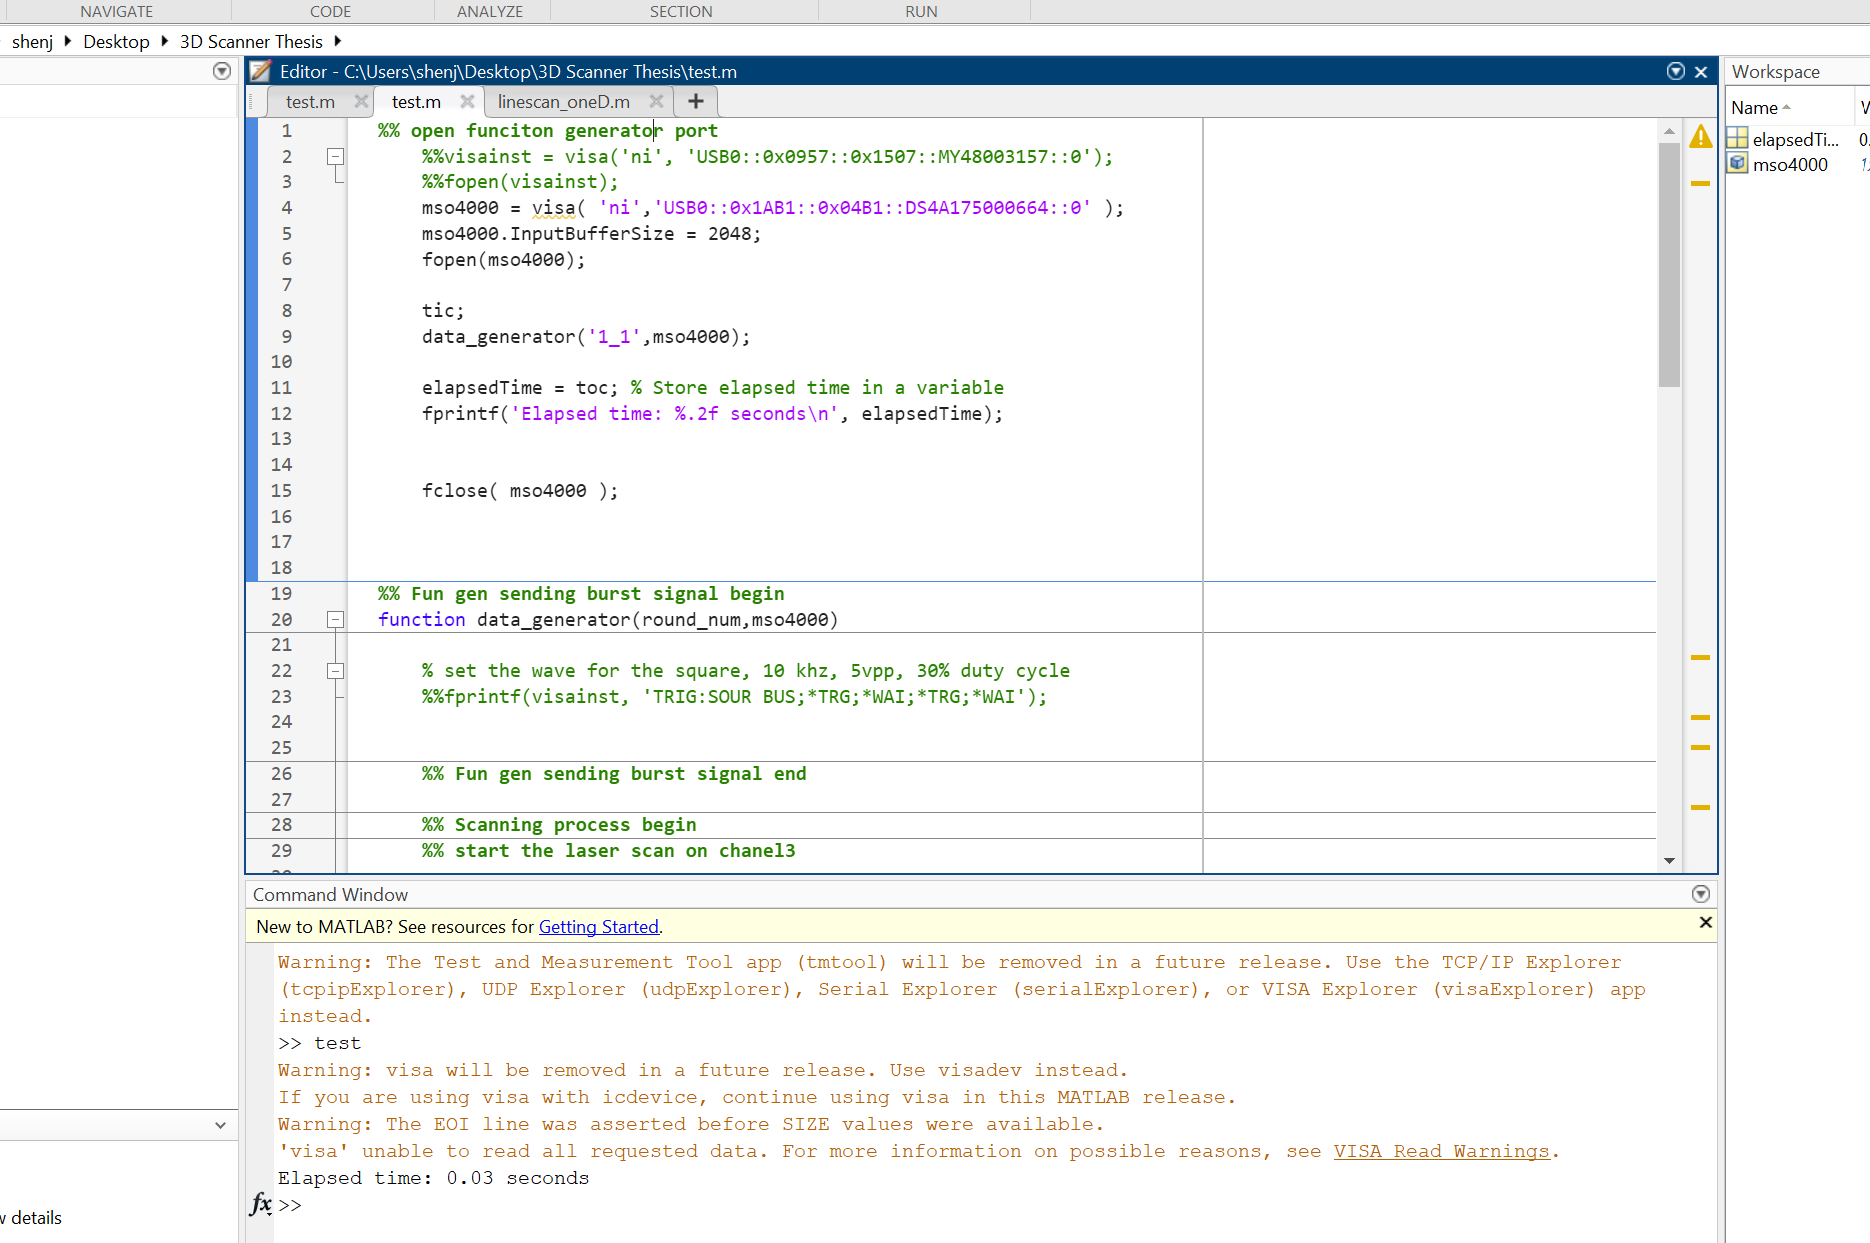 NAVIGATE CODE ANALYZE SECTION RUN
shenj Desktop 3D Scanner Thesis
Editor - C:\Users\shenj\Desktop\3D Scanner Thesis\test.m
test.m test.m linescan_oneD.m +
1 %% open funciton generator port
2 %%visainst = visa('ni', 'USB0::0x0957::0x1507::MY48003157::0');
3 %%fopen(visainst);
4 mso4000 = visa( 'ni','USB0::0x1AB1::0x04B1::DS4A175000664::0' );
5 mso4000.InputBufferSize = 2048;
6 fopen(mso4000);
7
8 tic;
9 data_generator('1_1',mso4000);
10
11 elapsedTime = toc; % Store elapsed time in a variable
12 fprintf('Elapsed time: %.2f seconds\n', elapsedTime);
13
14
15 fclose( mso4000 );
16
17
18
19 %% Fun gen sending burst signal begin
20 function data_generator(round_num,mso4000)
21
22 % set the wave for the square, 10 khz, 5vpp, 30% duty cycle
23 %%fprintf(visainst, 'TRIG:SOUR BUS;*TRG;*WAI;*TRG;*WAI');
24
25
26 %% Fun gen sending burst signal end
27
28 %% Scanning process begin
29 %% start the laser scan on chanel3
Workspace
Name
elapsedTi... 0.
mso4000
Command Window
New to MATLAB? See resources for Getting Started.
Warning: The Test and Measurement Tool app (tmtool) will be removed in a future release. Use the TCP/IP Explorer
(tcpipExplorer), UDP Explorer (udpExplorer), Serial Explorer (serialExplorer), or VISA Explorer (visaExplorer) app
instead.
>> test
Warning: visa will be removed in a future release. Use visadev instead.
If you are using visa with icdevice, continue using visa in this MATLAB release.
Warning: The EOI line was asserted before SIZE values were available.
'visa' unable to read all requested data. For more information on possible reasons, see VISA Read Warnings.
Elapsed time: 0.03 seconds
fx >>
details